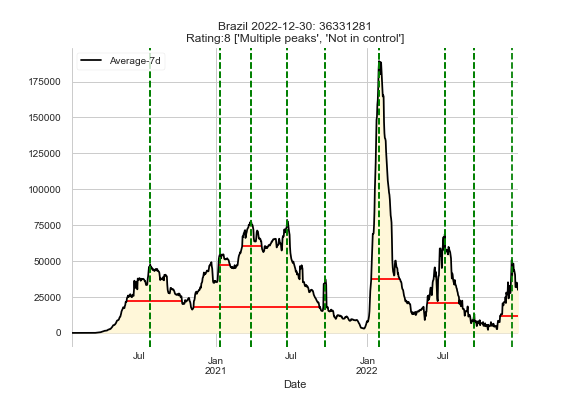 Brazil 2022-12-30: 36331281
Rating:8 ['Multiple peaks', 'Not in control']
Average-7d
175000
150000
125000
100000
75000
50000
25000
0
Jul
Jan
2021
Jul
Jan
2022
Jul
Date